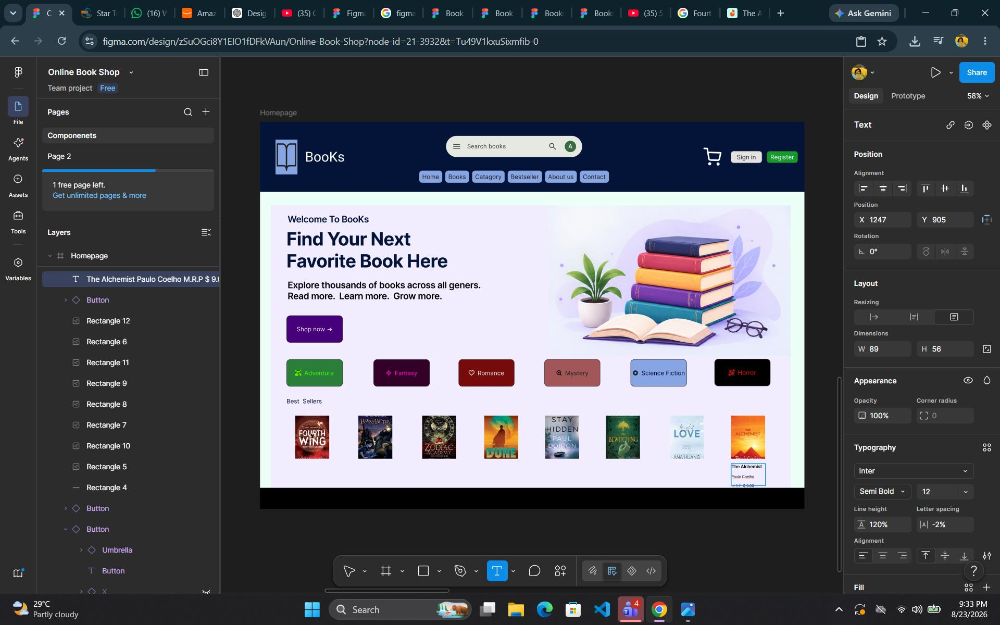 C
Star T
(16) W
Amaz
Desig
(35) C
Figma
figma
Book
Book
Books
Books
(35) 5
Fourt
The A
Ask Gemini
figma.com/design/zSuOGci8Y1EIO1fDFkVAun/Online-Book-Shop?node-id=21-3932&t=Tu49V1kxuSixmfib-0
Online Book Shop
Team project Free
Pages
Componenets
Page 2
1 free page left.
Get unlimited pages & more
File
Agents
Assets
Tools
Variables
Layers
Homepage
The Alchemist Paulo Coelho M.R.P $ 9.0
Button
Rectangle 12
Rectangle 6
Rectangle 11
Rectangle 9
Rectangle 8
Rectangle 7
Rectangle 10
Rectangle 5
Rectangle 4
Button
Button
Umbrella
Button
X
Homepage
BooKs
Search books
A
Sign in
Register
Home
Books
Catagory
Bestseller
About us
Contact
Welcome To BooKs
Find Your Next
Favorite Book Here
Explore thousands of books across all geners.
Read more. Learn more. Grow more.
Shop now →
Adventure
Fantasy
Romance
Mystery
Science Fiction
Horror
Best Sellers
FOURTH
WING
HARRY POTTER
ZODIAC
ACADEMY
DUNE
STAY
HIDDEN
PAUL
DOIRON
THE
BEWITCHING
twisted
LOVE
ANA HUANG
THE
ALCHEMIST
Paulo Coelho
The Alchemist
Paulo Coelho
M.R.P $ 9.00
Share
Design
Prototype
58%
Text
Position
Alignment
Position
X 1247
Y 905
Rotation
0°
Layout
Resizing
Dimensions
W 89
H 56
Appearance
Opacity
Corner radius
100%
0
Typography
Inter
Semi Bold
12
Line height
Letter spacing
120%
-2%
Alignment
?
Fill
29°C
Partly cloudy
Search
4
9:33 PM
8/23/2026